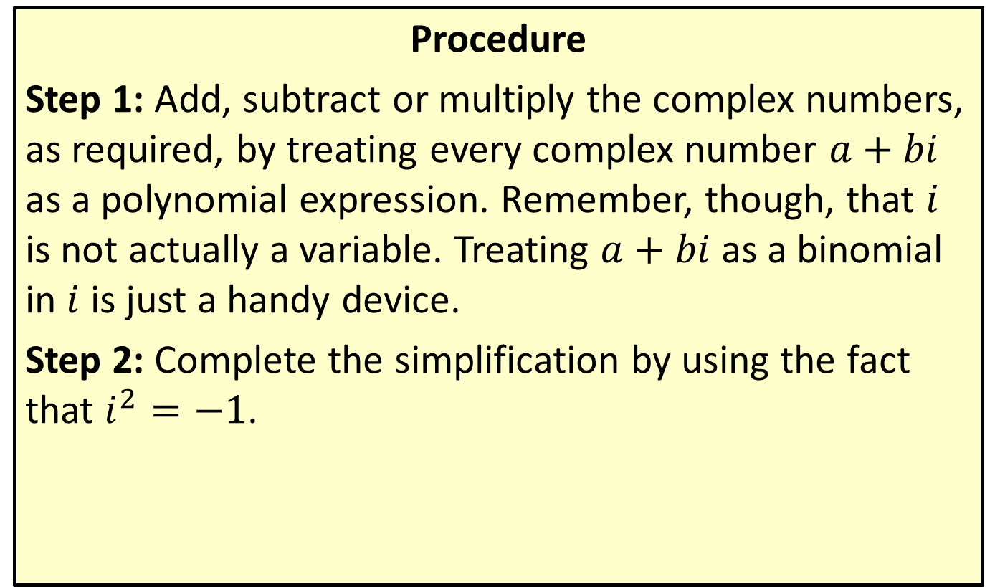 Procedure
Step 1: Add, subtract or multiply the complex numbers,
as required, by treating every complex number a + bi
as a polynomial expression. Remember, though, that i
is not actually a variable. Treating a + bi as a binomial
in i is just a handy device.
Step 2: Complete the simplification by using the fact
that i² = −1.